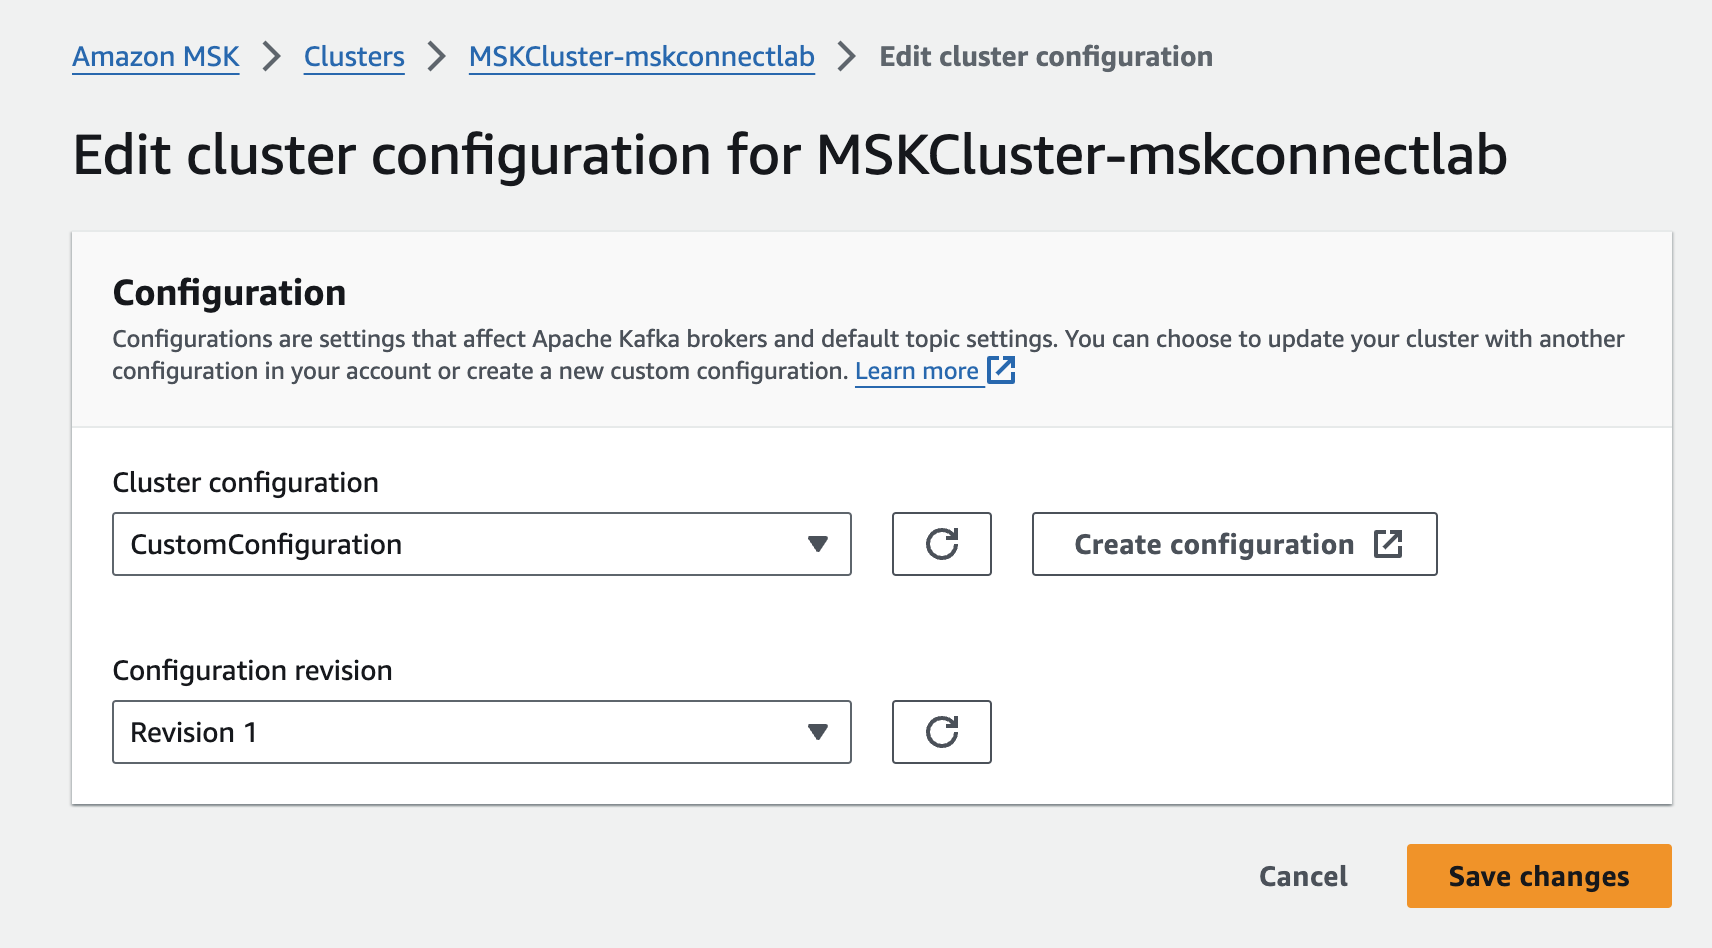 Amazon MSK > Clusters > MSKCluster-mskconnectlab > Edit cluster configuration
Edit cluster configuration for MSKCluster-mskconnectlab
Configuration
Configurations are settings that affect Apache Kafka brokers and default topic settings. You can choose to update your cluster with another
configuration in your account or create a new custom configuration. Learn more
Cluster configuration
CustomConfiguration
Create configuration
Configuration revision
Revision 1
Cancel
Save changes